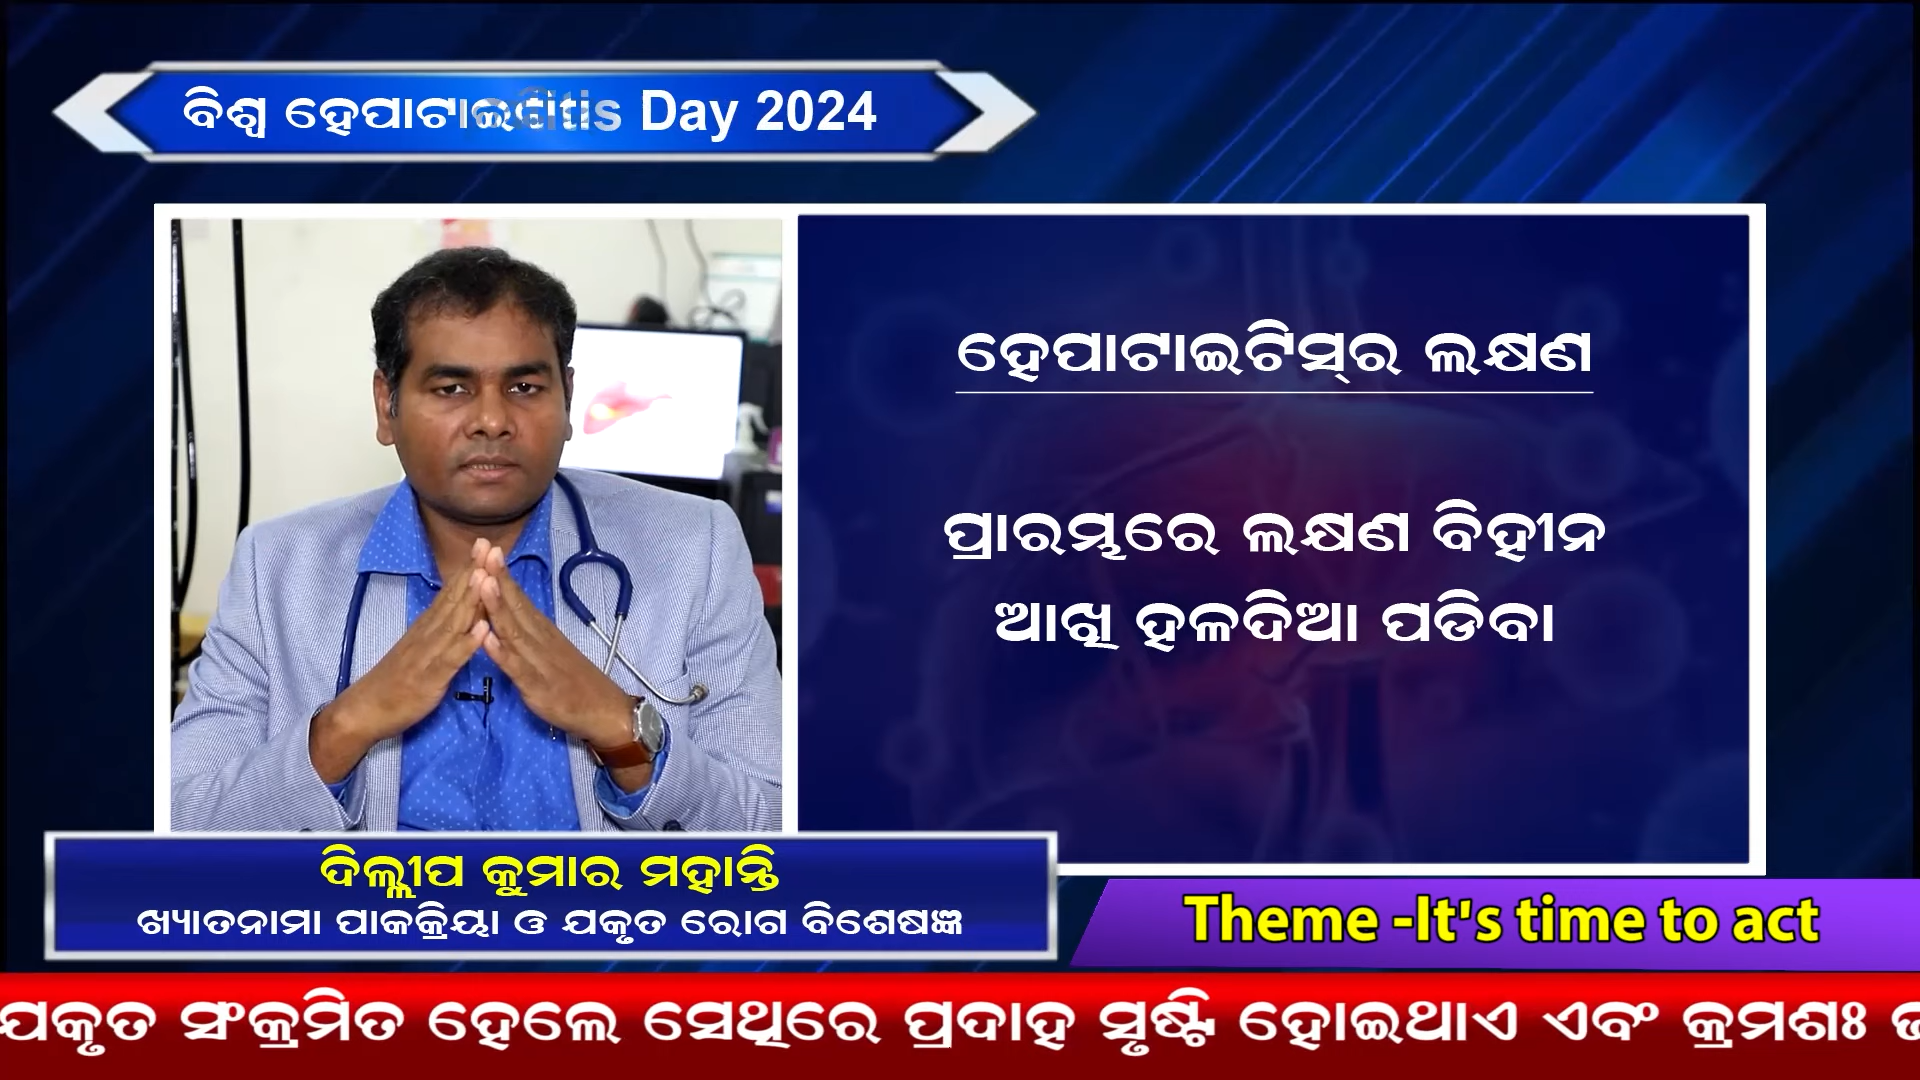 ବିଶ୍ୱ ହେପାଟାଇ Day 2024
ହେପାଟାଇଟିସ୍‌ର ଲକ୍ଷଣ
ପ୍ରାରମ୍ଭରେ ଲକ୍ଷଣ ବିହୀନ
ଆଖି ହଳଦିଆ ପଡିବା
ଦିଲ୍ଲୀପ କୁମାର ମହାନ୍ତି
ଖ୍ୟାତନାମା ପାକକ୍ରିୟା ଓ ଯକୃତ ରୋଗ ବିଶେଷଜ୍ଞ
Theme -It's time to act
ଯକୃତ ସଂକ୍ରମିତ ହେଲେ ସେଥିରେ ପ୍ରଦାହ ସୃଷ୍ଟି ହୋଇଥାଏ ଏବଂ କ୍ରମଶଃ